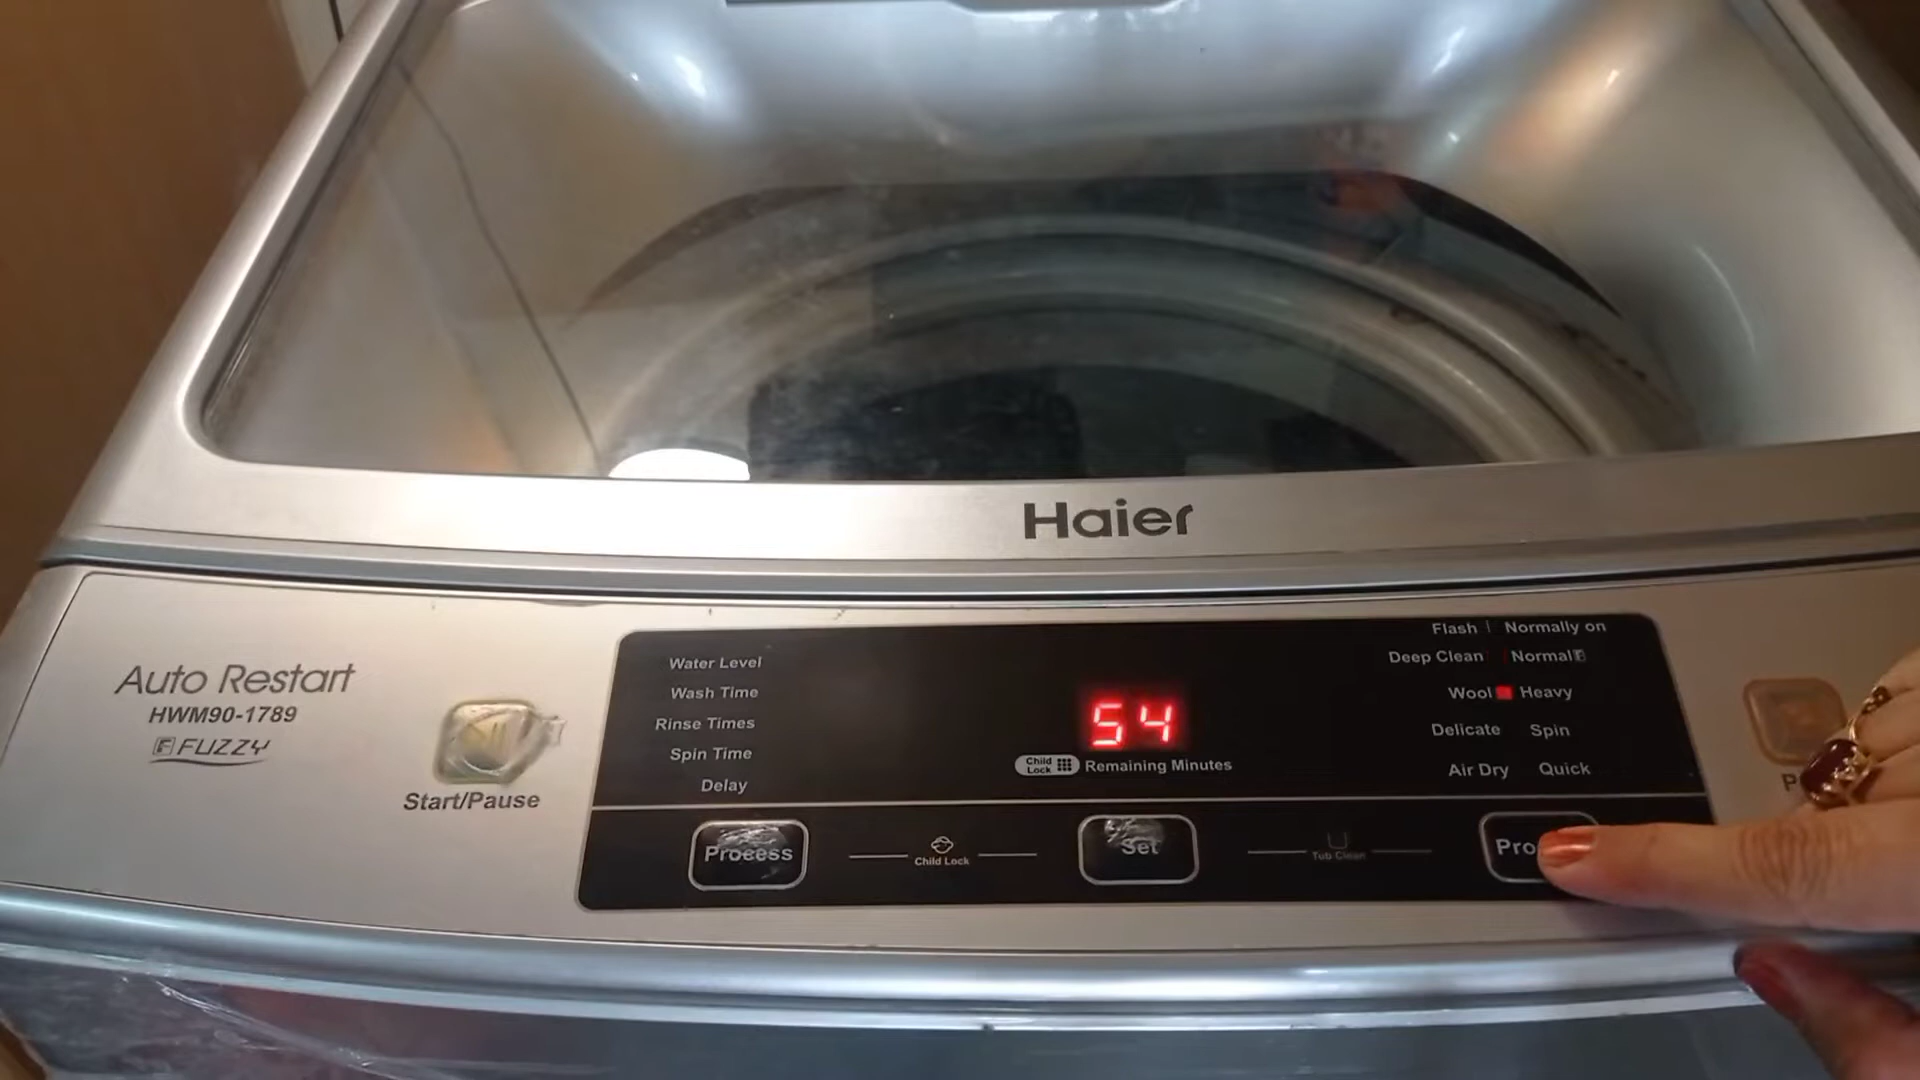 Haier
Auto Restart
HWM90-1789
F FUZZY
Start/Pause
Water Level
Wash Time
Rinse Times
Spin Time
Delay
54
Child Lock
Remaining Minutes
Flash Normally on
Deep Clean Normal F
Wool Heavy
Delicate Spin
Air Dry Quick
Process
Child Lock
Set
Tub Clean